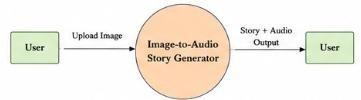 User
Upload Image
Image-to-Audio
Story Generator
Story + Audio
Output
User